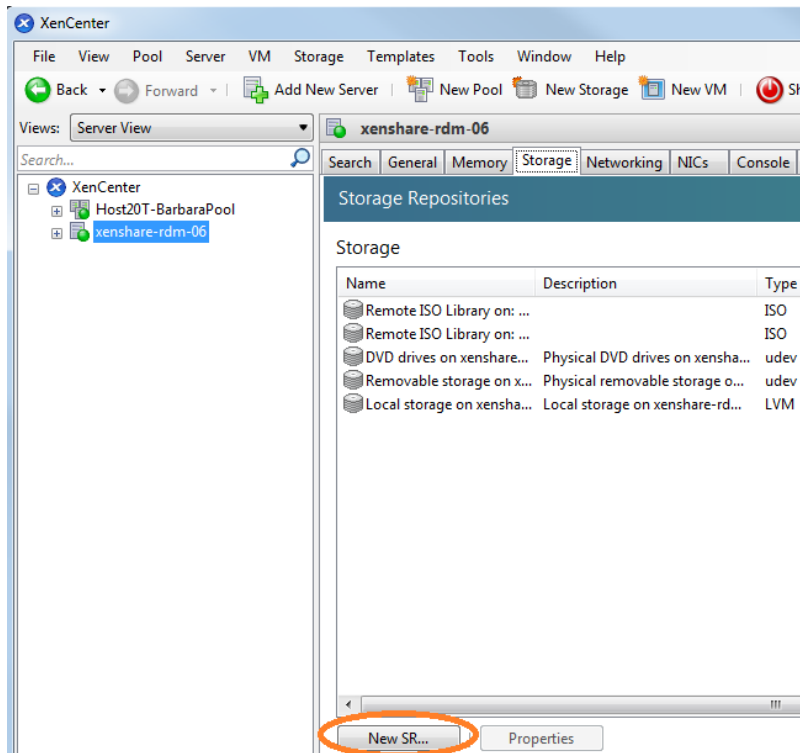 XenCenter
File View Pool Server VM Storage Templates Tools Window Help
Back Forward Add New Server New Pool New Storage New VM
Views: Server View
xenshare-rdm-06
Search...
Search General Memory Storage Networking NICs Console
XenCenter
Host20T-BarbaraPool
xenshare-rdm-06
Storage Repositories
Storage
Name Description Type
Remote ISO Library on: ... ISO
Remote ISO Library on: ... ISO
DVD drives on xenshare... Physical DVD drives on xensha... udev
Removable storage on x... Physical removable storage o... udev
Local storage on xensha... Local storage on xenshare-rd... LVM
New SR... Properties